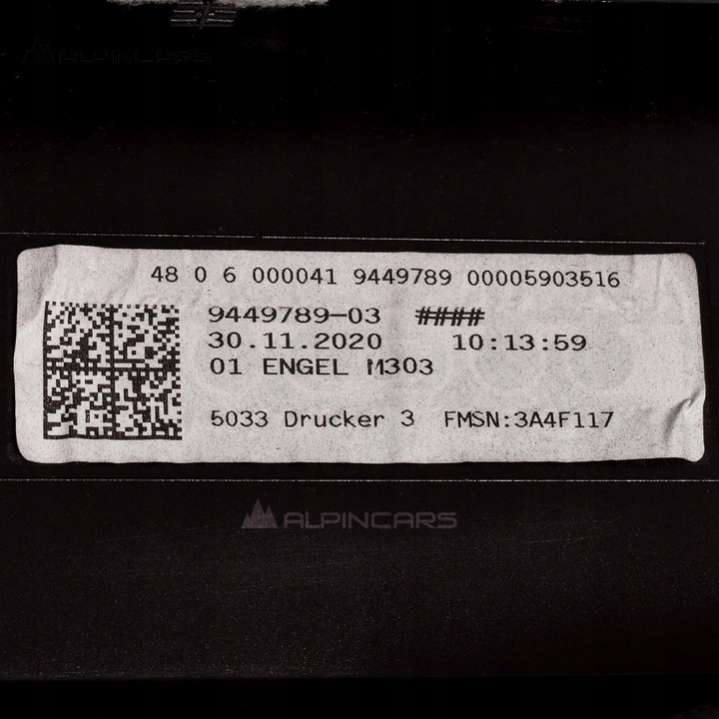 48 0 6 000041 9449789 00005903516
9449789-03 ####
30.11.2020 10:13:59
01 ENGEL M303
5033 Drucker 3 FMSN:3A4F117
ALPINCARS
ALPINCARS